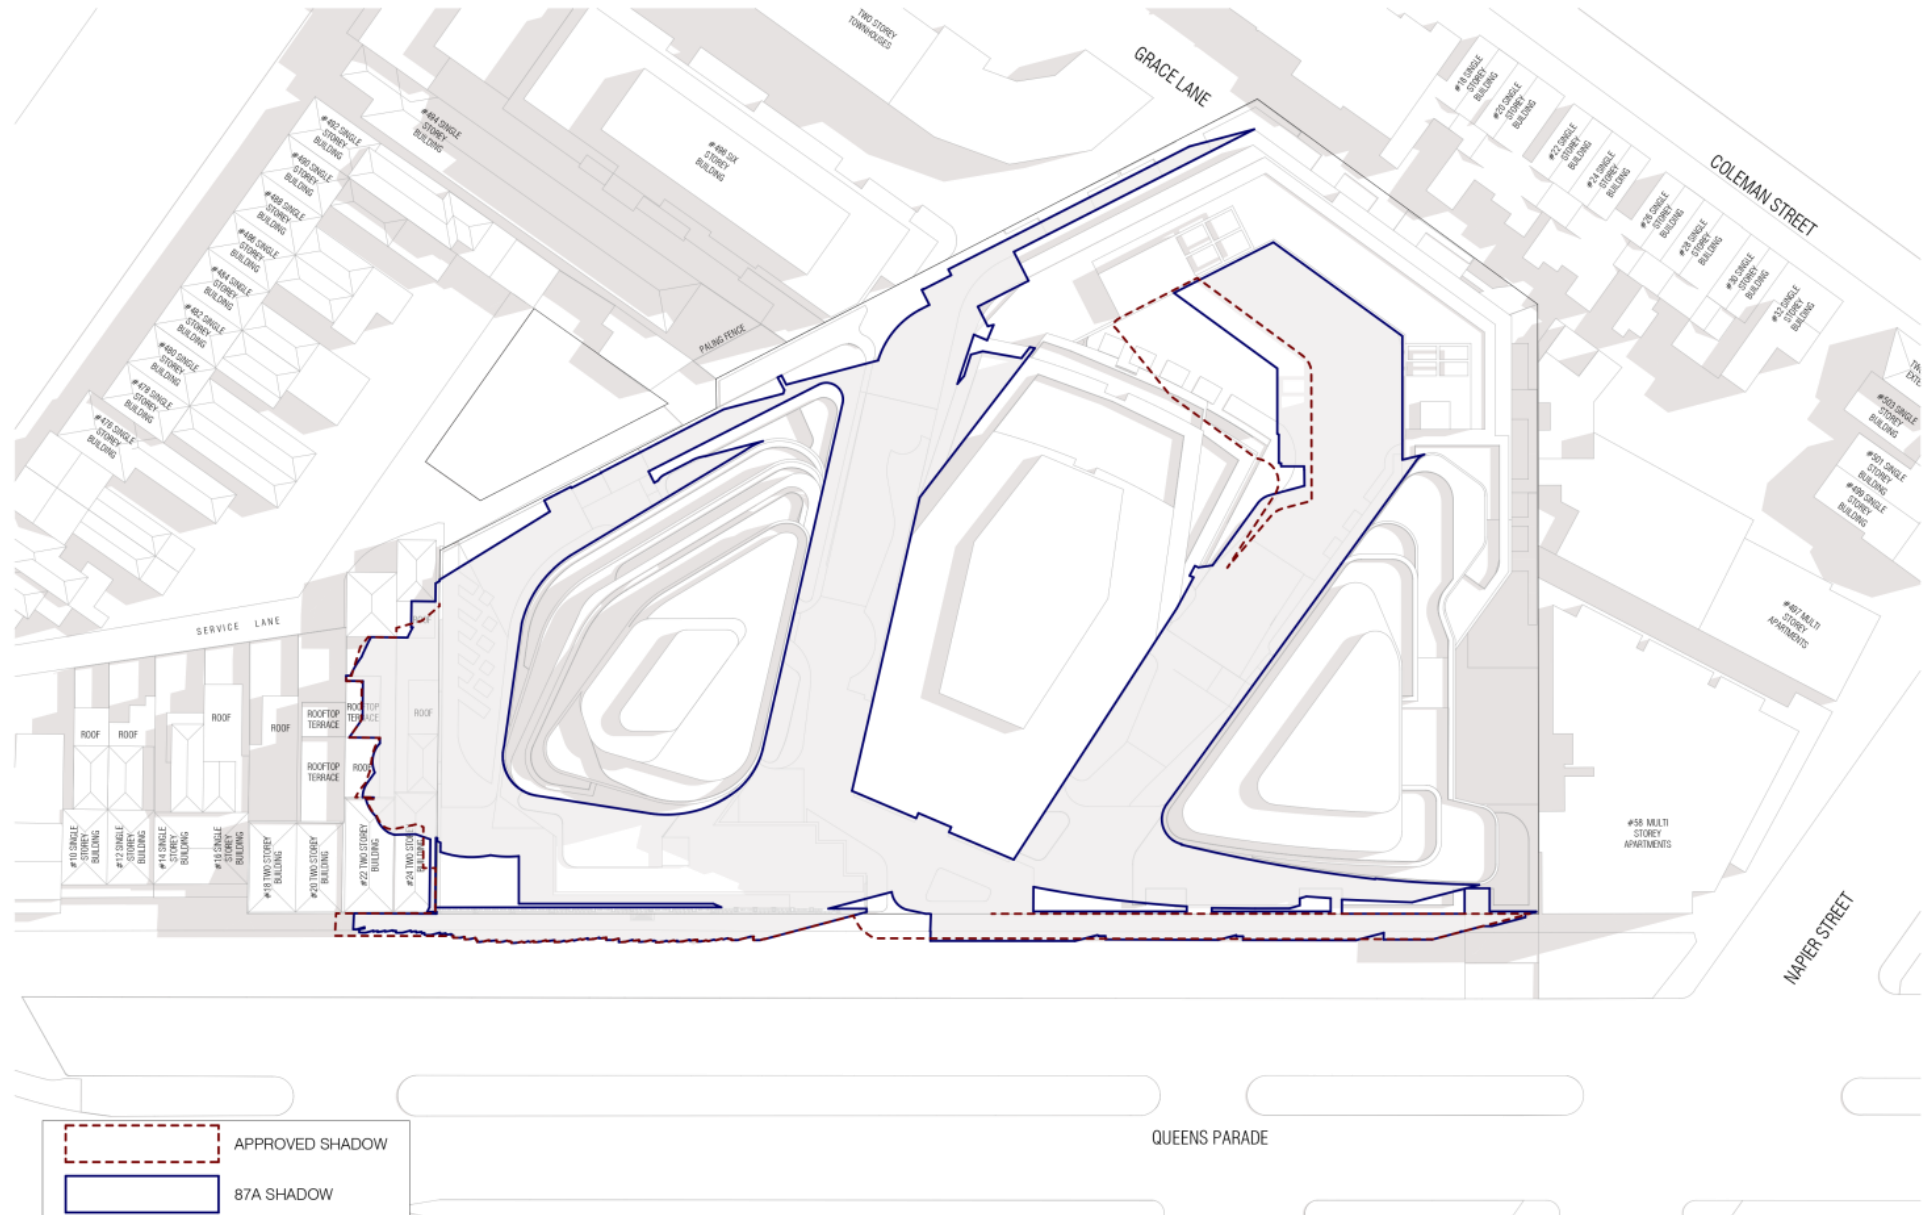 TWO STOREY
TOWNHOUSES
GRACE LANE
#18 SINGLE
STOREY
BUILDING
#20 SINGLE
STOREY
BUILDING
#22 SINGLE
STOREY
BUILDING
#24 SINGLE
STOREY
BUILDING
COLEMAN STREET
#26 SINGLE
STOREY
BUILDING
#28 SINGLE
STOREY
BUILDING
#30 SINGLE
STOREY
BUILDING
#32 SINGLE
STOREY
BUILDING
#494 SINGLE
STOREY
BUILDING
#496 SIX
STOREY
BUILDING
#492 SINGLE
STOREY
BUILDING
#490 SINGLE
STOREY
BUILDING
#488 SINGLE
STOREY
BUILDING
#486 SINGLE
STOREY
BUILDING
#484 SINGLE
STOREY
BUILDING
#482 SINGLE
STOREY
BUILDING
#480 SINGLE
STOREY
BUILDING
#478 SINGLE
STOREY
BUILDING
#476 SINGLE
STOREY
BUILDING
PALING FENCE
#503 SINGLE
STOREY
BUILDING
#501 SINGLE
STOREY
BUILDING
#499 SINGLE
STOREY
BUILDING
#497 MULTI
STOREY
APARTMENTS
SERVICE LANE
ROOF
ROOF
ROOF
ROOF
ROOFTOP
TERRACE
ROOFTOP
TERRACE
ROOF
ROOFTOP
TERRACE
ROOF
#10 SINGLE
STOREY
BUILDING
#12 SINGLE
STOREY
BUILDING
#14 SINGLE
STOREY
BUILDING
#16 SINGLE
STOREY
BUILDING
#18 TWO STOREY
BUILDING
#20 TWO STOREY
BUILDING
#22 TWO STOREY
BUILDING
#24 TWO STOREY
BUILDING
#58 MULTI
STOREY
APARTMENTS
NAPIER STREET
QUEENS PARADE
APPROVED SHADOW
87A SHADOW